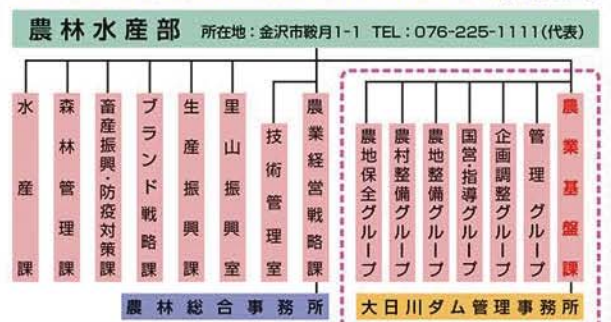 農林水産部 所在地:金沢市鞍月1-1 TEL:076-225-1111(代表)
農業基盤課
管理グループ
企画調整グループ
国営・指導グループ
農地整備グループ
農村整備グループ
農地保全グループ
農業経営戦略課
技術管理室
里山振興室
生産振興課
ブランド戦略課
畜産振興・防疫対策課
森林管理課
水産課
農林総合事務所
大日川ダム管理事務所